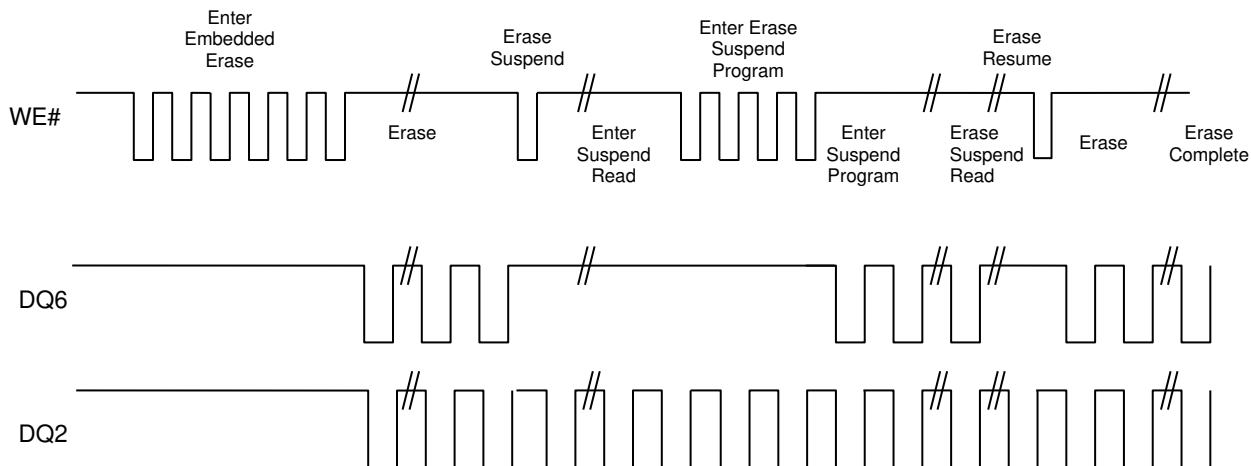 Enter
Embedded
Erase
Erase
Suspend
Enter Erase
Suspend
Program
Erase
Resume
WE#
Erase
Enter
Suspend
Read
Enter
Suspend
Program
Erase
Suspend
Read
Erase
Erase
Complete
DQ6
DQ2